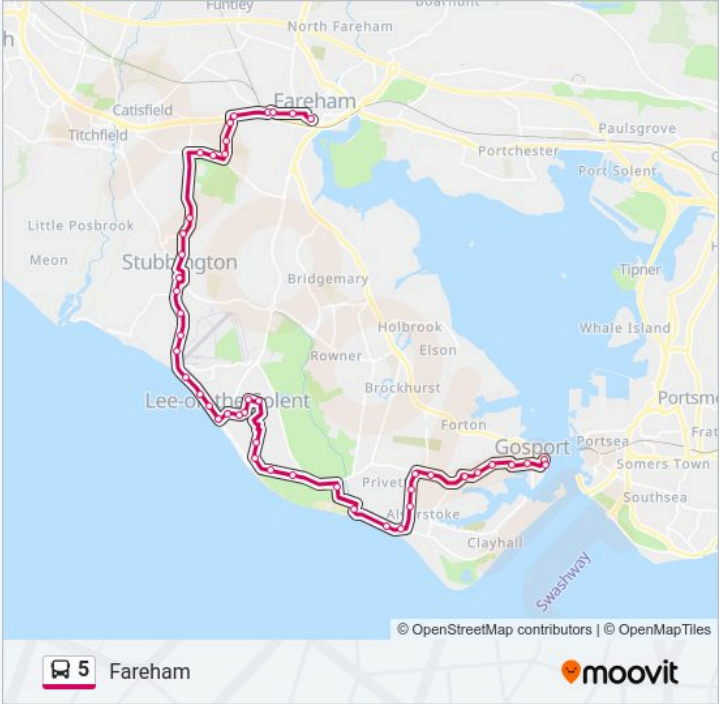 Funtley
Boarhunt
North Fareham
Catisfield
Fareham
Titchfield
Paulsgrove
Portchester
Port Solent
Little Posbrook
Stubbington
Meon
Tipner
Bridgemary
Holbrook
Whale Island
Elson
Rowner
Brockhurst
Lee-on-the-Solent
Portsm
Forton
Frat
Gosport
Portsea
Somers Town
Privet
Southsea
Alverstoke
Clayhall
Swashway
© OpenStreetMap contributors | © OpenMapTiles
5 Fareham
moovit